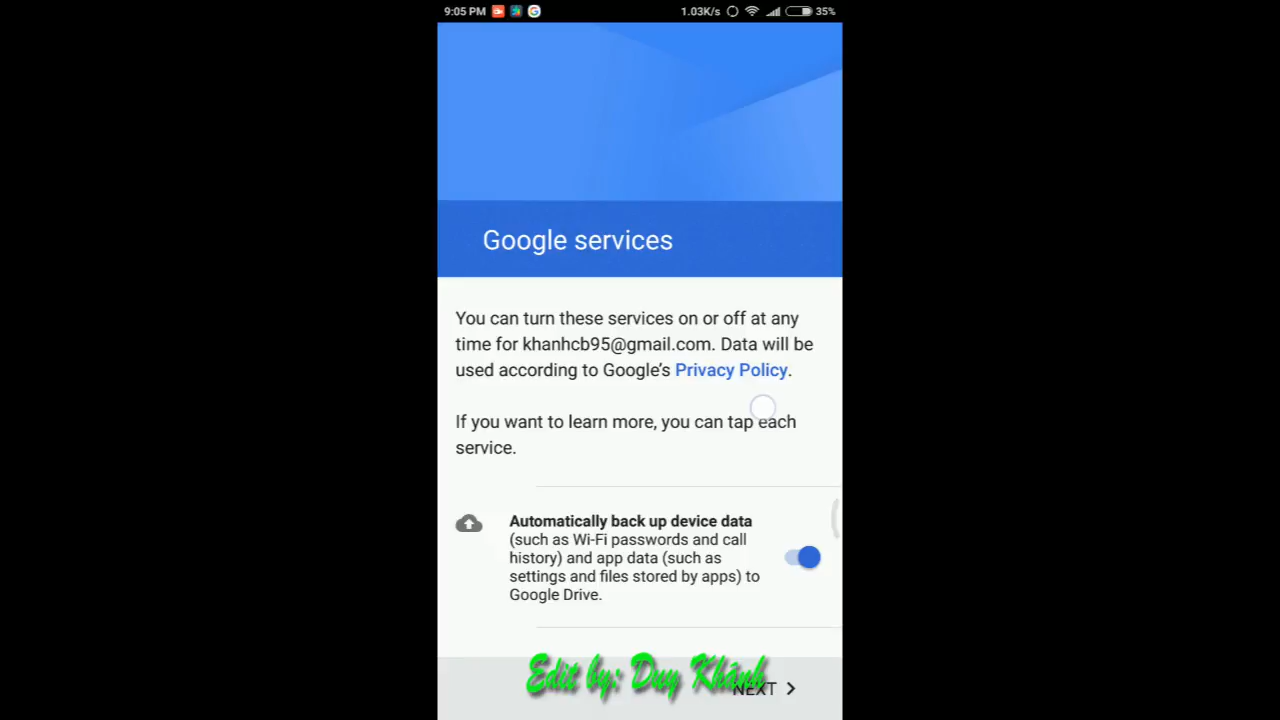 9:05 PM 1.03K/s 35%
Google services
You can turn these services on or off at any
time for khanhcb95@gmail.com. Data will be
used according to Google’s Privacy Policy.
If you want to learn more, you can tap each
service.
Automatically back up device data
(such as Wi-Fi passwords and call
history) and app data (such as
settings and files stored by apps) to
Google Drive.
Edit by: Duy Khánh
NEXT